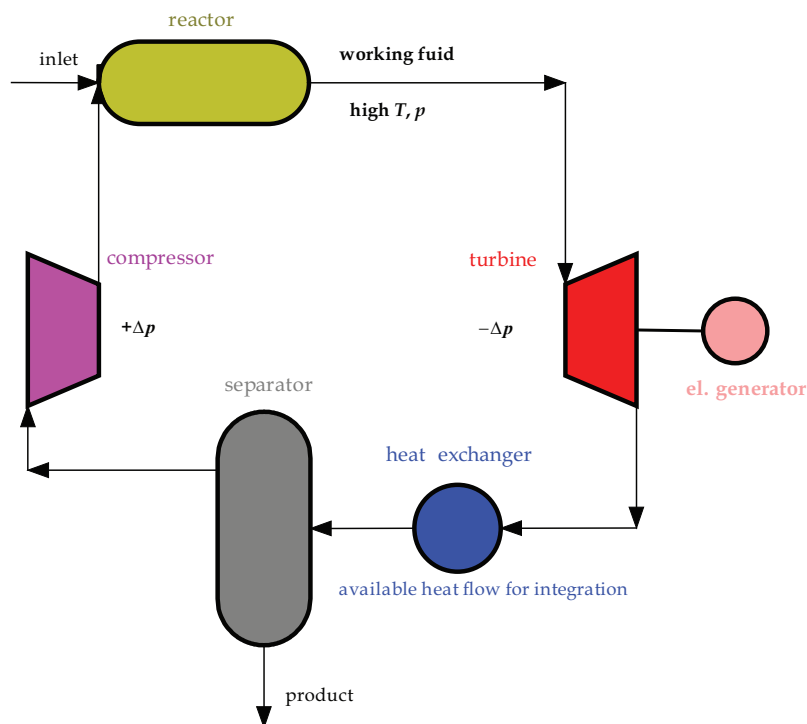 reactor
inlet
working fuid
high T, p
compressor
turbine
+Δp
−Δp
separator
el. generator
heat exchanger
available heat flow for integration
product